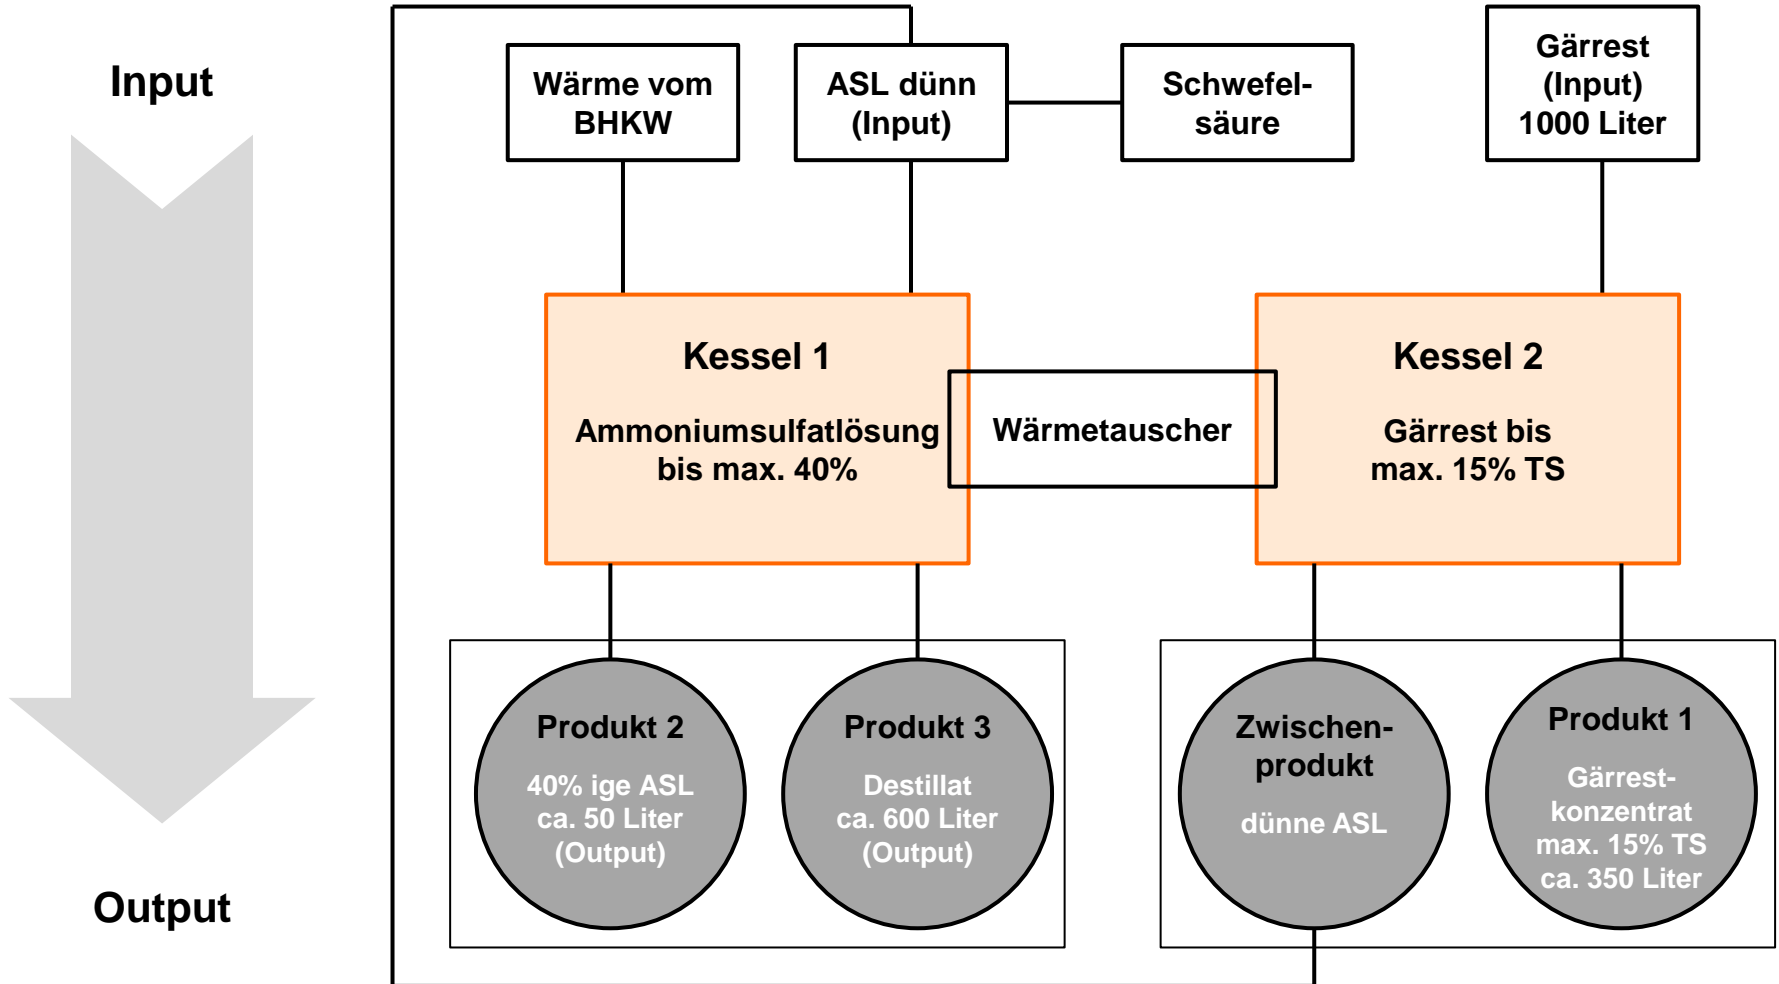 Input
Wärme vom
BHKW
ASL dünn
(Input)
Schwefel-
säure
Gärrest
(Input)
1000 Liter
Kessel 1
Ammoniumsulfatlösung
bis max. 40%
Wärmetauscher
Kessel 2
Gärrest bis
max. 15% TS
Produkt 2
40% ige ASL
ca. 50 Liter
(Output)
Produkt 3
Destillat
ca. 600 Liter
(Output)
Zwischen-
produkt
dünne ASL
Produkt 1
Gärrest-
konzentrat
max. 15% TS
ca. 350 Liter
Output